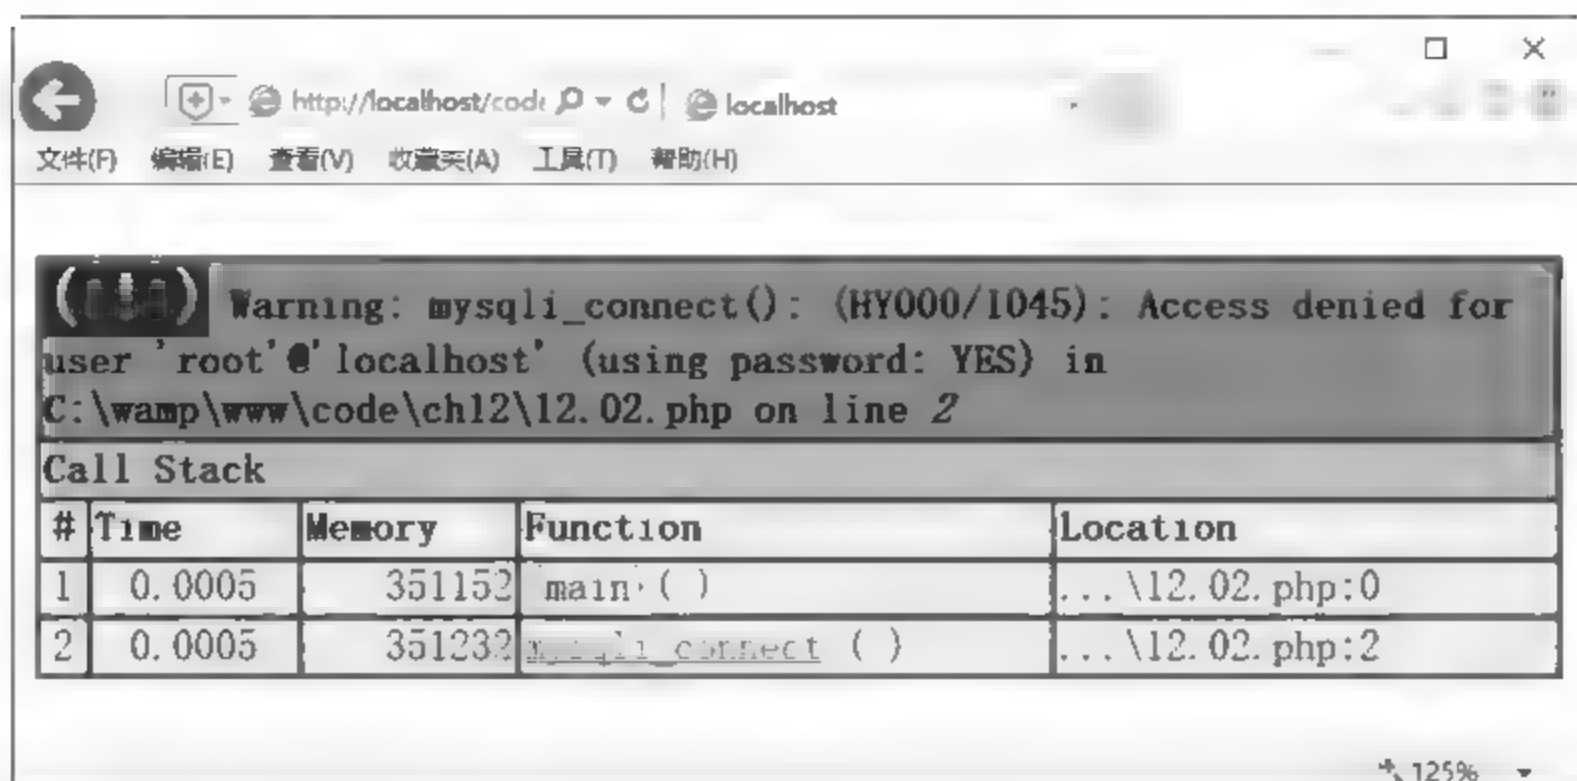 http://localhost/code localhost
文件(F) 编辑(E) 查看(V) 收藏夹(A) 工具(T) 帮助(H)
( ! ) Warning: mysqli_connect(): (HY000/1045): Access denied for
user 'root'@'localhost' (using password: YES) in
C:\wamp\www\code\ch12\12.02.php on line 2
Call Stack
# Time Memory Function Location
1 0.0005 351152 main ( ) ...\12.02.php:0
2 0.0005 351232 mysqli_connect ( ) ...\12.02.php:2
125%